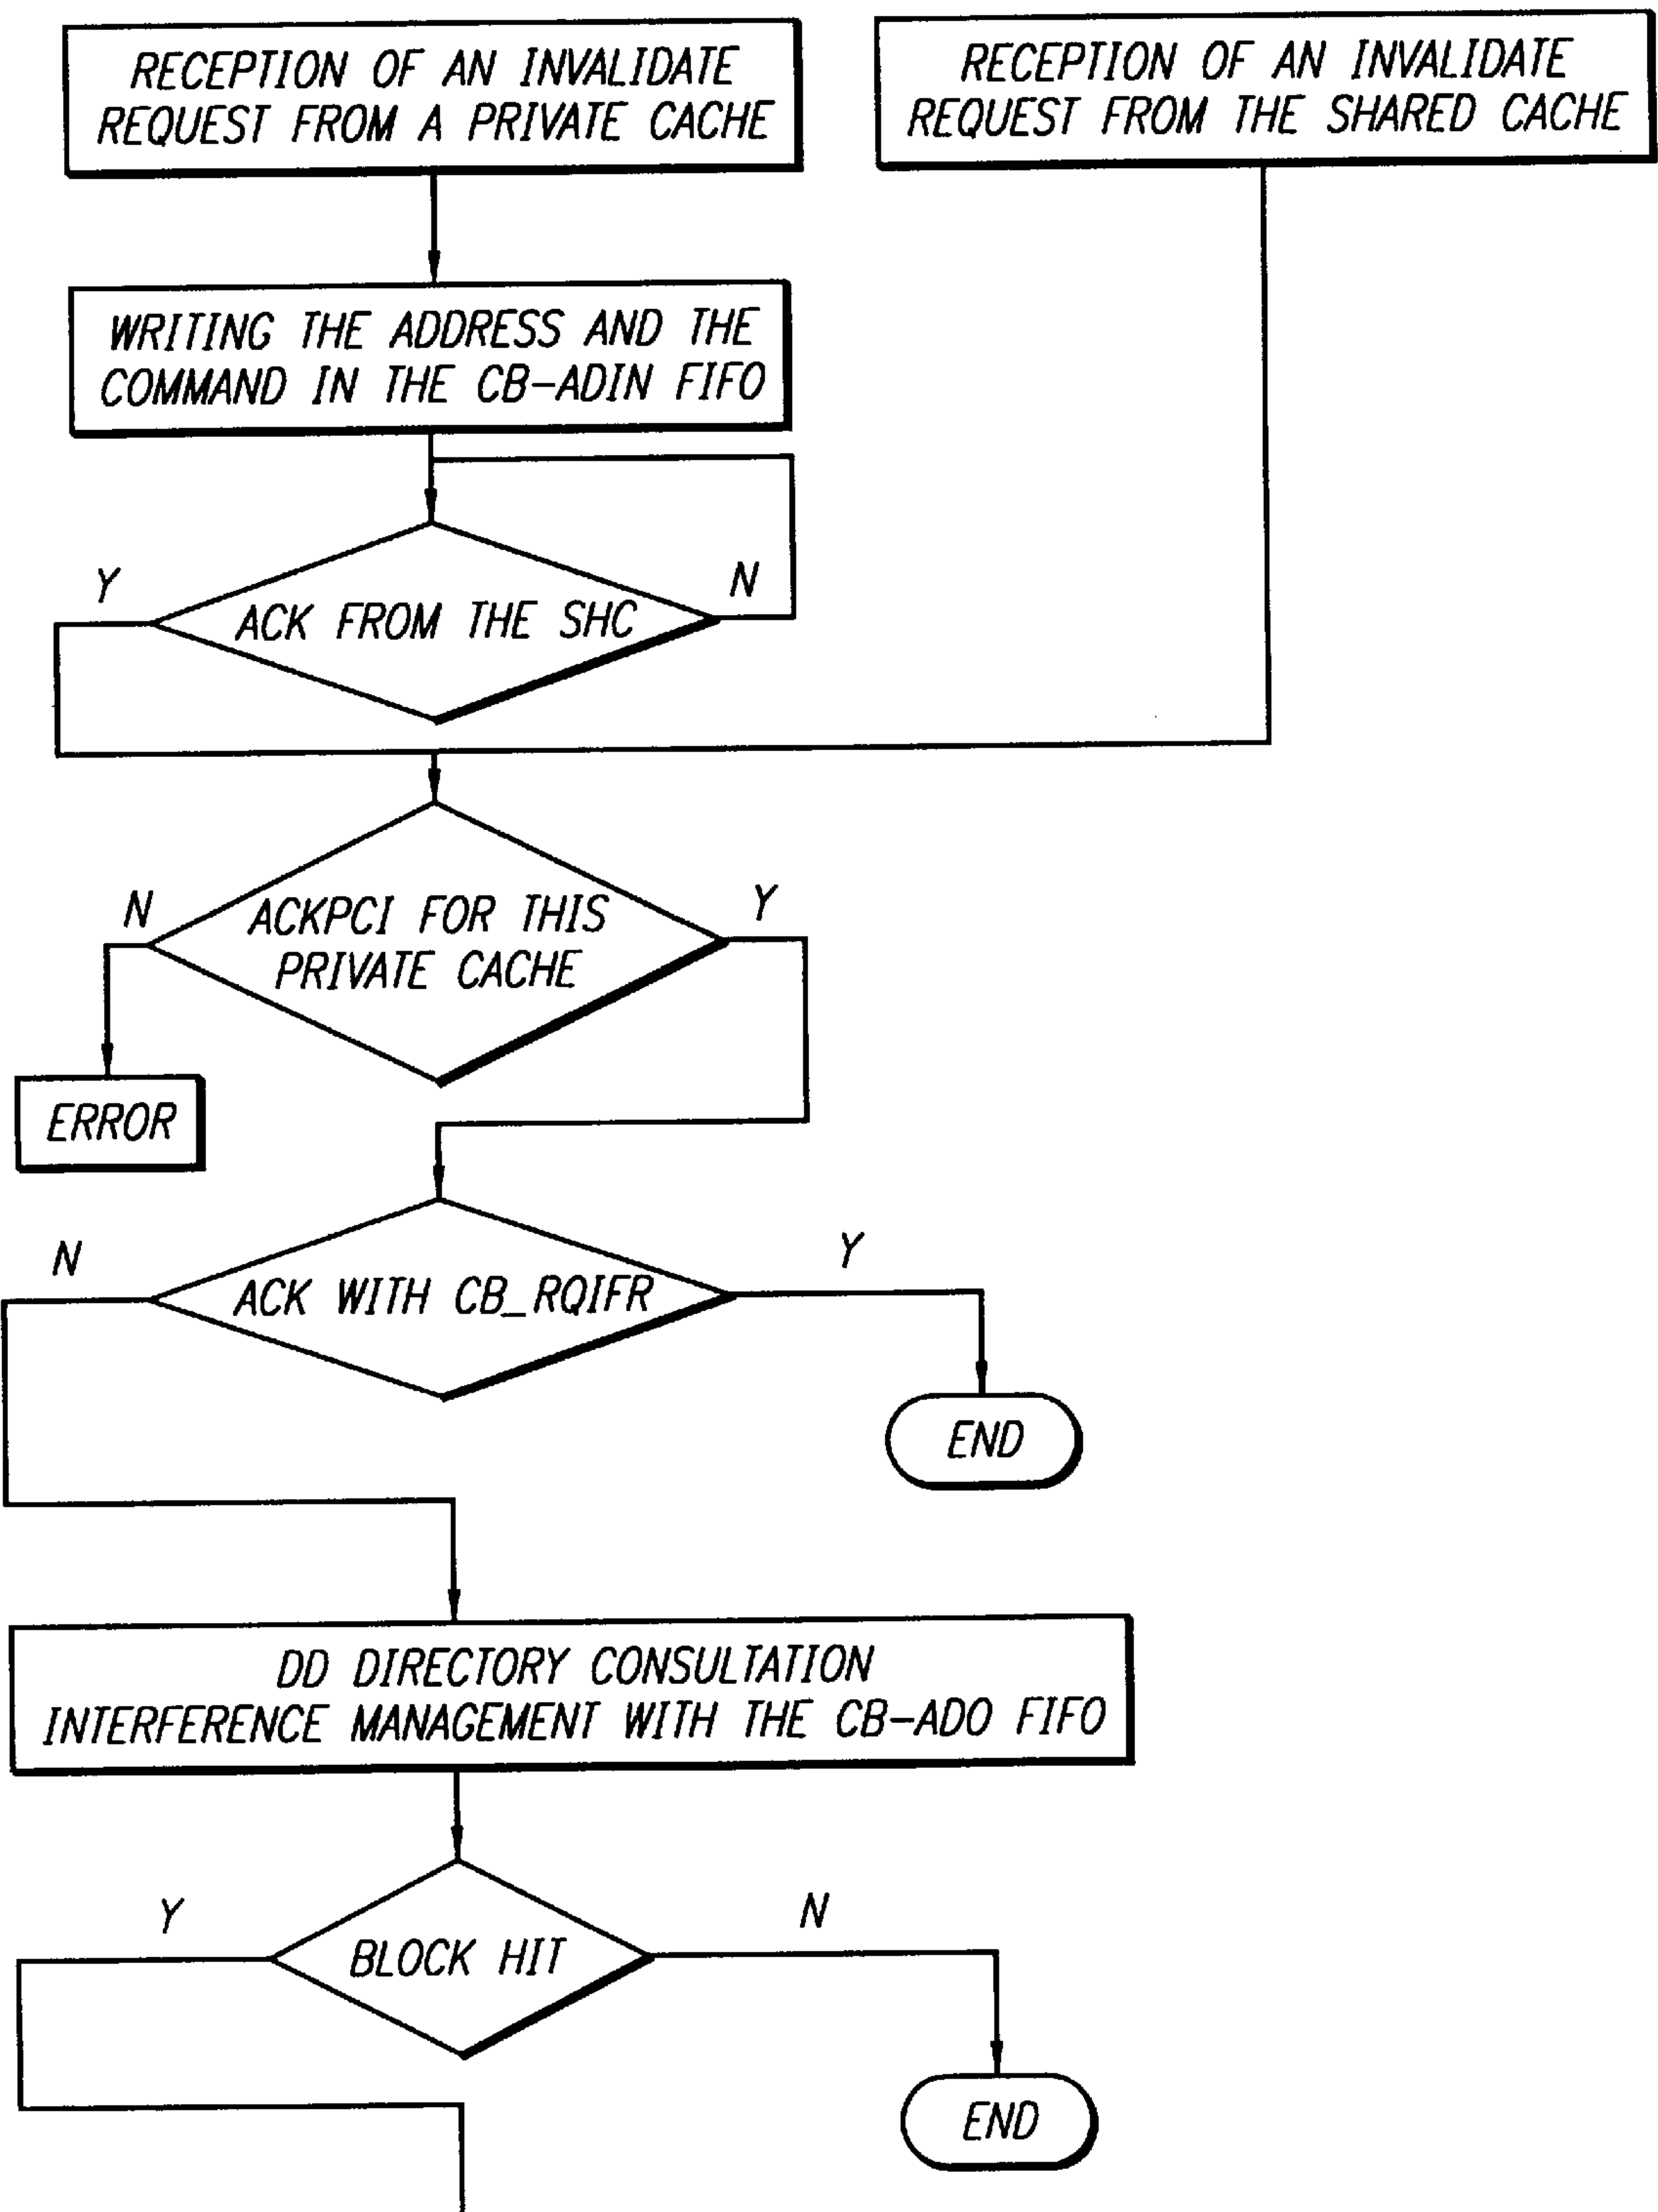 RECEPTION OF AN INVALIDATE
REQUEST FROM A PRIVATE CACHE
RECEPTION OF AN INVALIDATE
REQUEST FROM THE SHARED CACHE
WRITING THE ADDRESS AND THE
COMMAND IN THE CB-ADIN FIFO
Y
N
ACK FROM THE SHC
N
Y
ACKPCI FOR THIS
PRIVATE CACHE
ERROR
N
Y
ACK WITH CB_RQIFR
END
DD DIRECTORY CONSULTATION
INTERFERENCE MANAGEMENT WITH THE CB-ADO FIFO
Y
N
BLOCK HIT
END